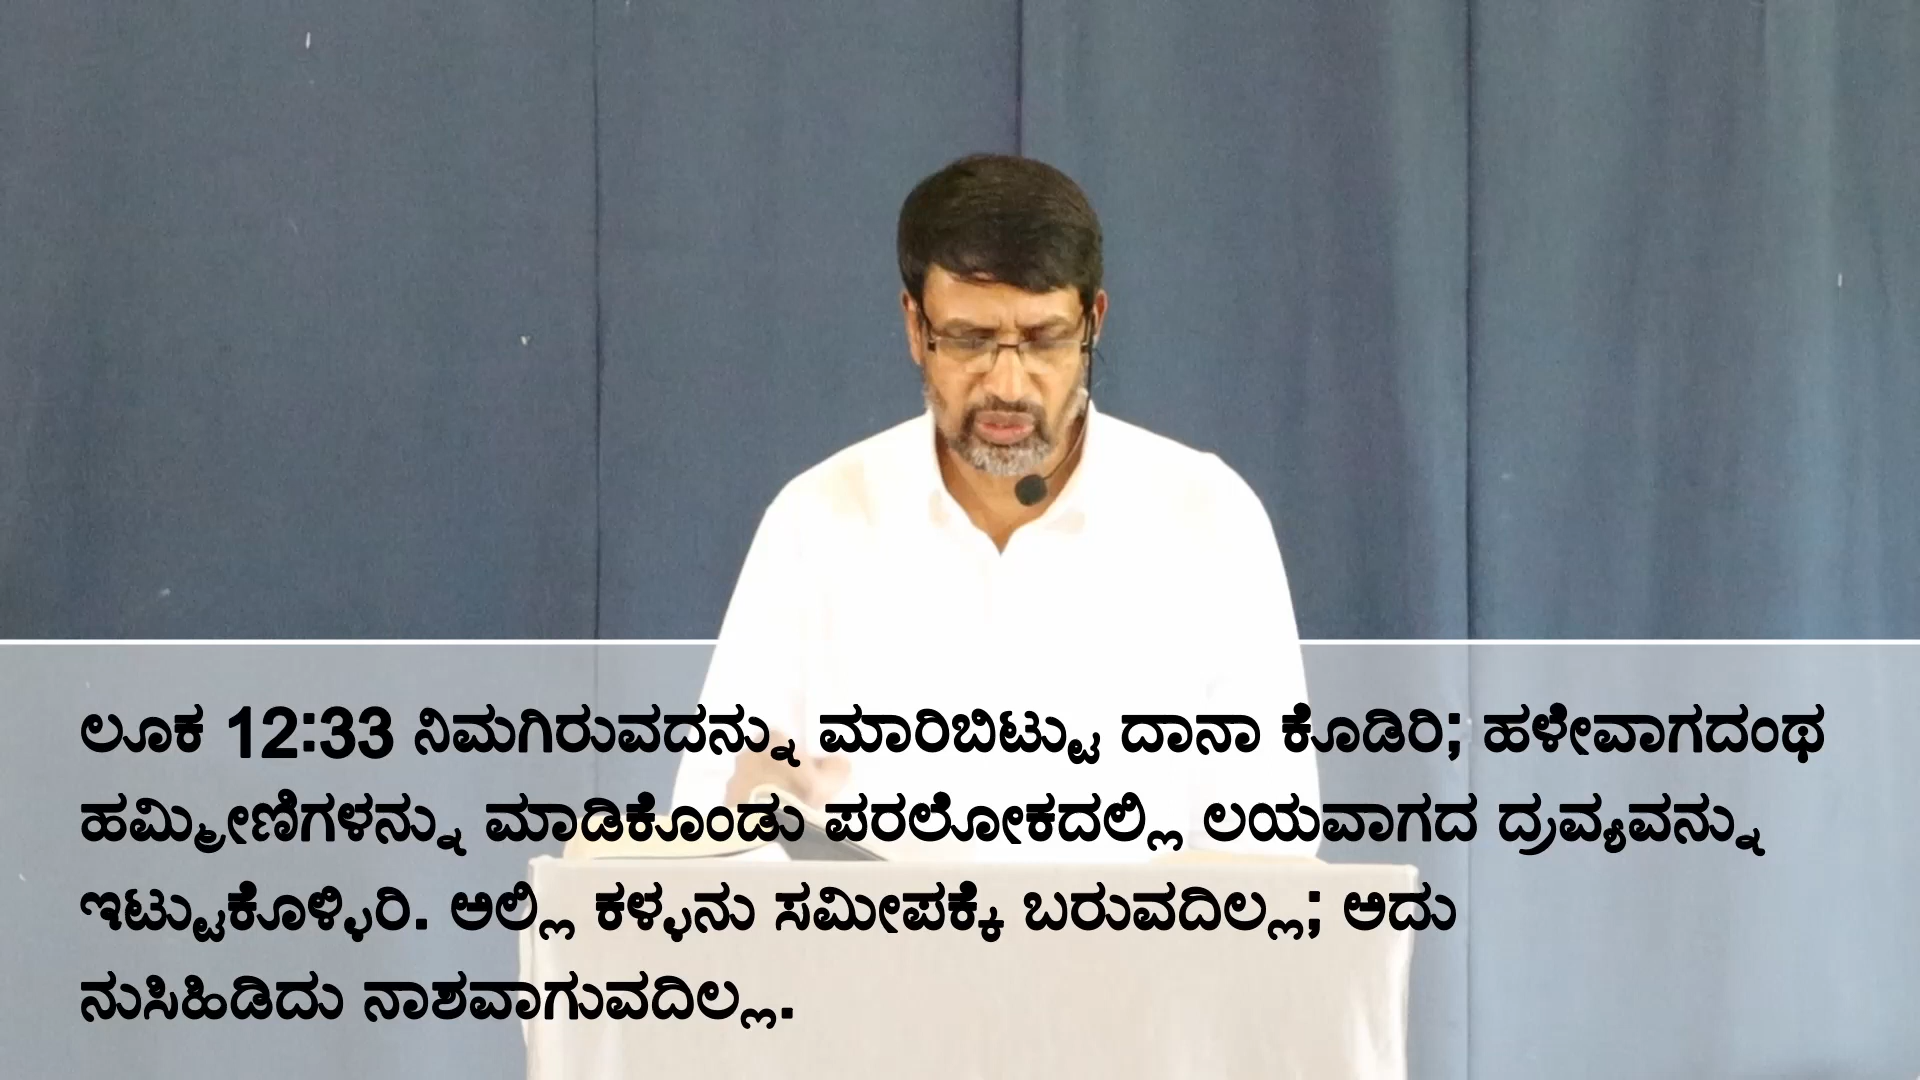 ಲೂಕ 12:33 ನಿಮಗಿರುವದನ್ನು ಮಾರಿಬಿಟ್ಟು ದಾನಾ ಕೊಡಿರಿ; ಹಳೇವಾಗದಂಥ
ಹಮ್ಮೀಣಿಗಳನ್ನು ಮಾಡಿಕೊಂಡು ಪರಲೋಕದಲ್ಲಿ ಲಯವಾಗದ ದ್ರವ್ಯವನ್ನು
ಇಟ್ಟುಕೊಳ್ಳಿರಿ. ಅಲ್ಲಿ ಕಳ್ಳನು ಸಮೀಪಕ್ಕೆ ಬರುವದಿಲ್ಲ; ಅದು
ನುಸಿಹಿಡಿದು ನಾಶವಾಗುವದಿಲ್ಲ.